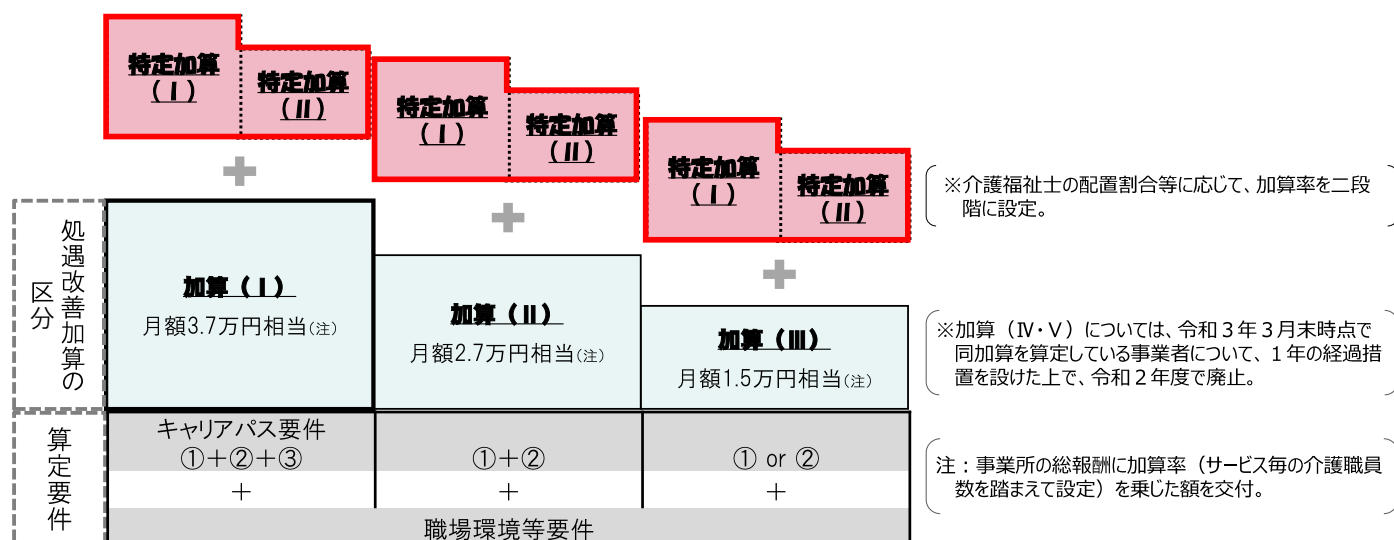 特定加算
（Ⅰ）
特定加算
（Ⅱ）
特定加算
（Ⅰ）
特定加算
（Ⅱ）
特定加算
（Ⅰ）
特定加算
（Ⅱ）
※介護福祉士の配置割合等に応じて、加算率を二段
階に設定。
処遇改善加算の
区分
加算（Ⅰ）
月額3.7万円相当(注)
加算（Ⅱ）
月額2.7万円相当(注)
加算（Ⅲ）
月額1.5万円相当(注)
※加算（Ⅳ・Ⅴ）については、令和３年３月末時点で
同加算を算定している事業者について、１年の経過措
置を設けた上で、令和２年度で廃止。
算定要件
キャリアパス要件
①＋②＋③
①＋②
① or ②
＋
＋
＋
職場環境等要件
注：事業所の総報酬に加算率（サービス毎の介護職員
数を踏まえて設定）を乗じた額を交付。